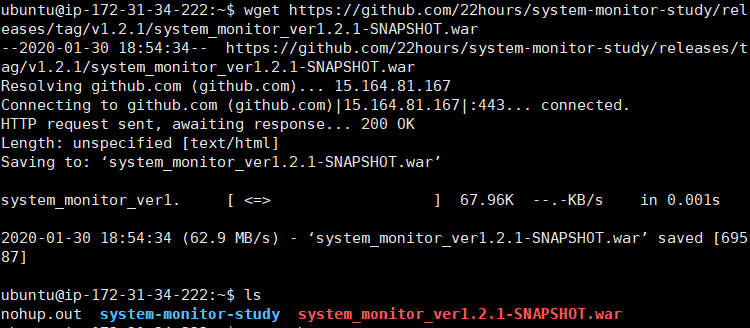 ubuntu@ip-172-31-34-222:~$ wget https://github.com/22hours/system-monitor-study/rel
eases/tag/v1.2.1/system_monitor_ver1.2.1-SNAPSHOT.war
--2020-01-30 18:54:34--  https://github.com/22hours/system-monitor-study/releases/t
ag/v1.2.1/system_monitor_ver1.2.1-SNAPSHOT.war
Resolving github.com (github.com)... 15.164.81.167
Connecting to github.com (github.com)|15.164.81.167|:443... connected.
HTTP request sent, awaiting response... 200 OK
Length: unspecified [text/html]
Saving to: ‘system_monitor_ver1.2.1-SNAPSHOT.war’
system_monitor_ver1.     [ <=>                  ]  67.96K  --.-KB/s    in 0.001s
2020-01-30 18:54:34 (62.9 MB/s) - ‘system_monitor_ver1.2.1-SNAPSHOT.war’ saved [695
87]
ubuntu@ip-172-31-34-222:~$ ls
nohup.out  system-monitor-study  system_monitor_ver1.2.1-SNAPSHOT.war